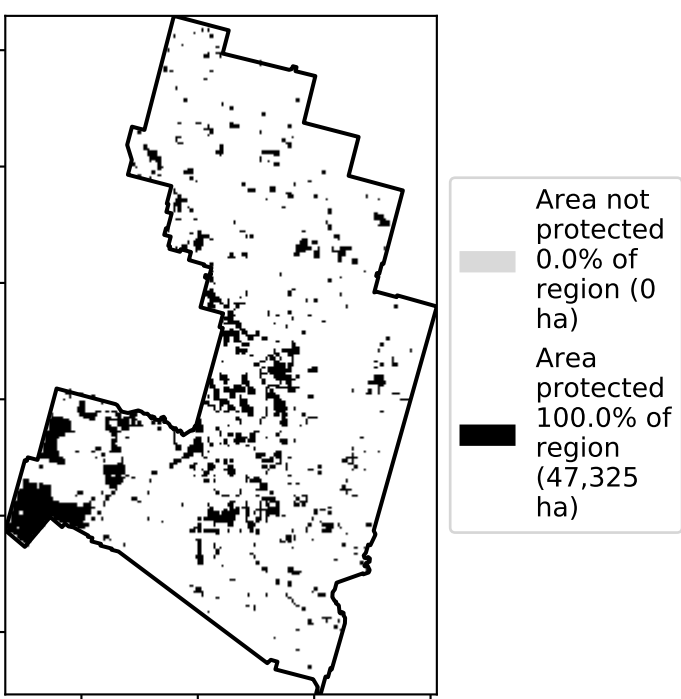 Area not
protected
0.0% of
region (0
ha)
Area
protected
100.0% of
region
(47,325
ha)